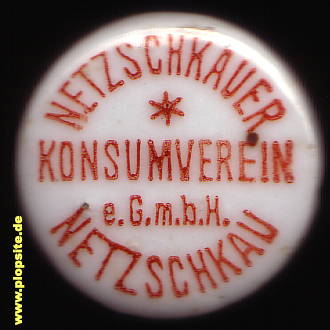 NETZSCHKAUER
*
KONSUMVEREIN
e.G.m.b.H.
NETZSCHKAU
www.plopsite.de